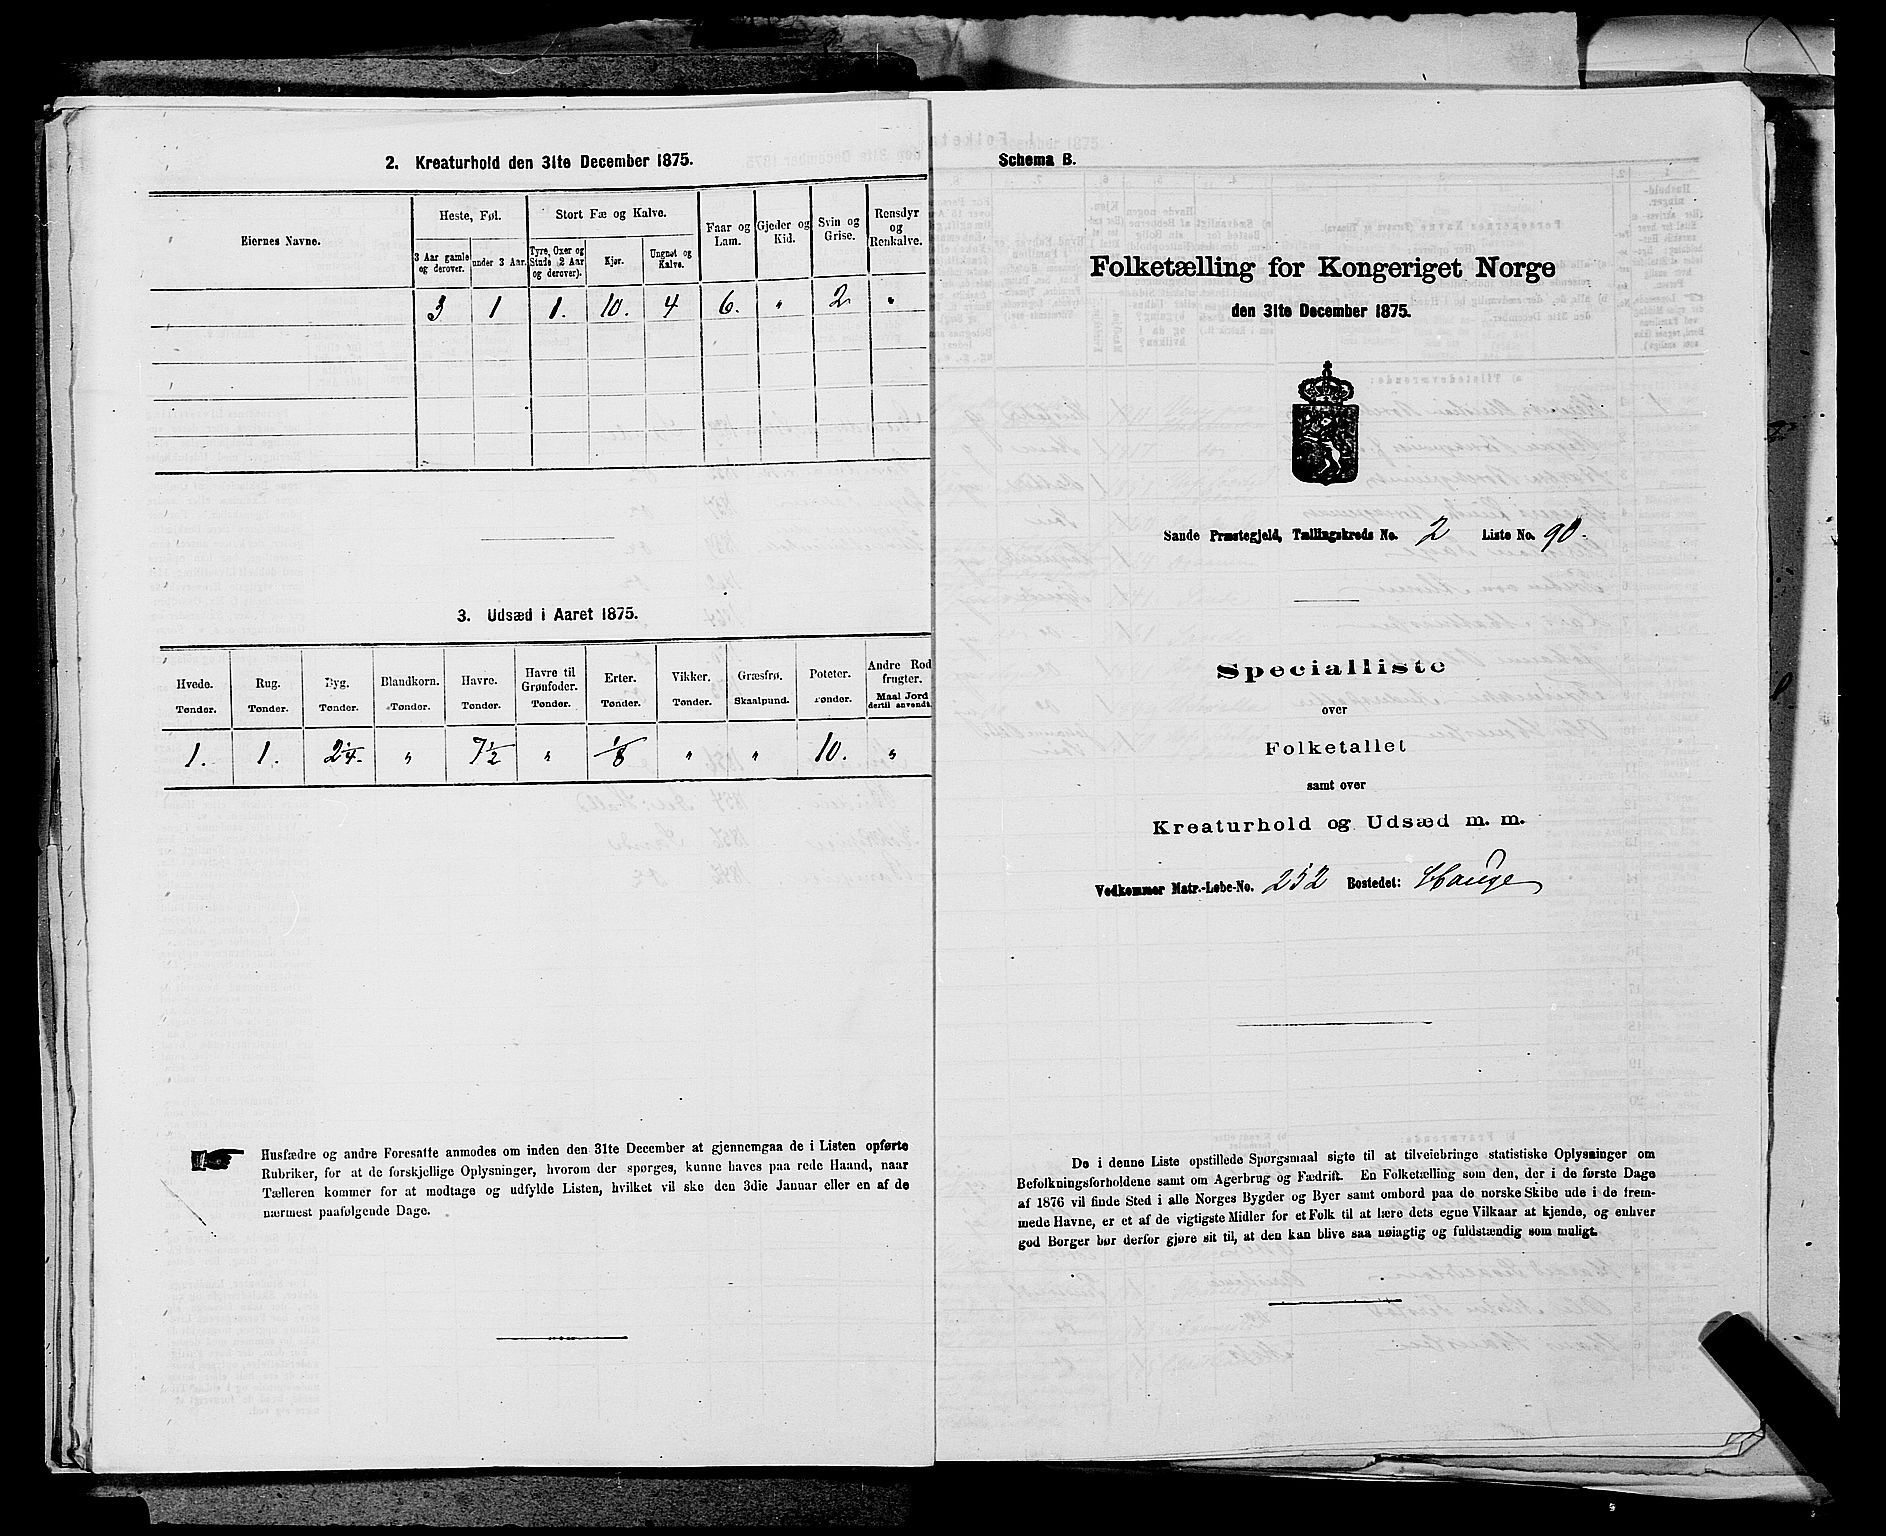 2. Kreaturhold den 31te December 1875.
Eiernes Navne.
Heste, Føl.
Stort Fæ og Kalve.
Faar og Lam.
Gjeder og Kid.
Svin og Grise.
Rensdyr og Renkalve.
3 Aar gamle og derover.
under 3 Aar.
Tyre, Oxer og Stude (2 Aar og derover).
Kjør.
Ungnøt og Kalve.
3 1 1. 10. 4 6. " 2 "
3. Udsæd i Aaret 1875.
Hvede. Rug. Byg. Blandkorn. Havre. Havre til Grønfoder. Erter. Vikker. Græsfrø. Poteter. Andre Rodfrugter.
Tønder. Tønder. Tønder. Tønder. Tønder. Tønder. Tønder. Tønder. Skaalpund. Tønder. Maal Jord dertil anvendt.
1. 1. 2 1/4. " 7 1/2 " 1/8 " " 10. "
Husfædre og andre Foresatte anmodes om inden den 31te December at gjennemgaa de i Listen opførte
Rubriker, for at de forskjellige Oplysninger, hvorom der spørges, kunne haves paa rede Haand, naar
Tælleren kommer for at modtage og udfylde Listen, hvilket vil ske den 3die Januar eller en af de
nærmest paafølgende Dage.
Schema B.
Folketælling for Kongeriget Norge
den 31te December 1875.
Sande Præstegjeld, Tællingskreds No. 2 Liste No. 90.
Specialliste
over
Folketallet
samt over
Kreaturhold og Udsæd m. m.
Vedkommer Matr.-Løbe-No. 252 Bostedet: Hauge
De i denne Liste opstillede Spørgsmaal sigte til at tilveiebringe statistiske Oplysninger om
Befolkningsforholdene samt om Agerbrug og Fædrift. En Folketælling som den, der i de første Dage
af 1876 vil finde Sted i alle Norges Bygder og Byer samt ombord paa de norske Skibe ude i de frem-
mede Havne, er et af de vigtigste Midler for et Folk til at lære dets egne Vilkaar at kjende, og enhver
god Borger bør derfor gjøre sit til, at den kan blive saa nøiagtig og fuldstændig som muligt.